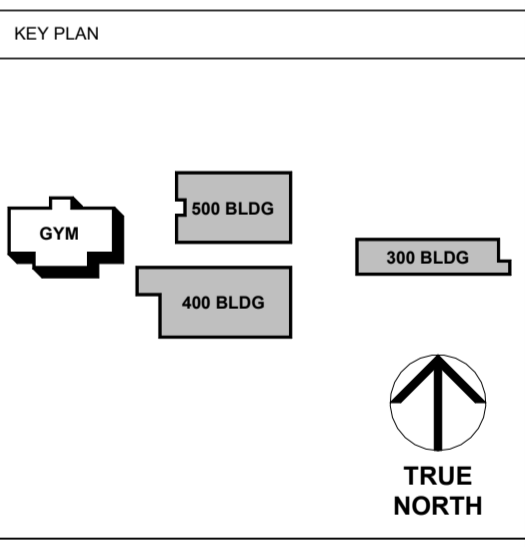 KEY PLAN
500 BLDG
GYM
300 BLDG
400 BLDG
TRUE
NORTH